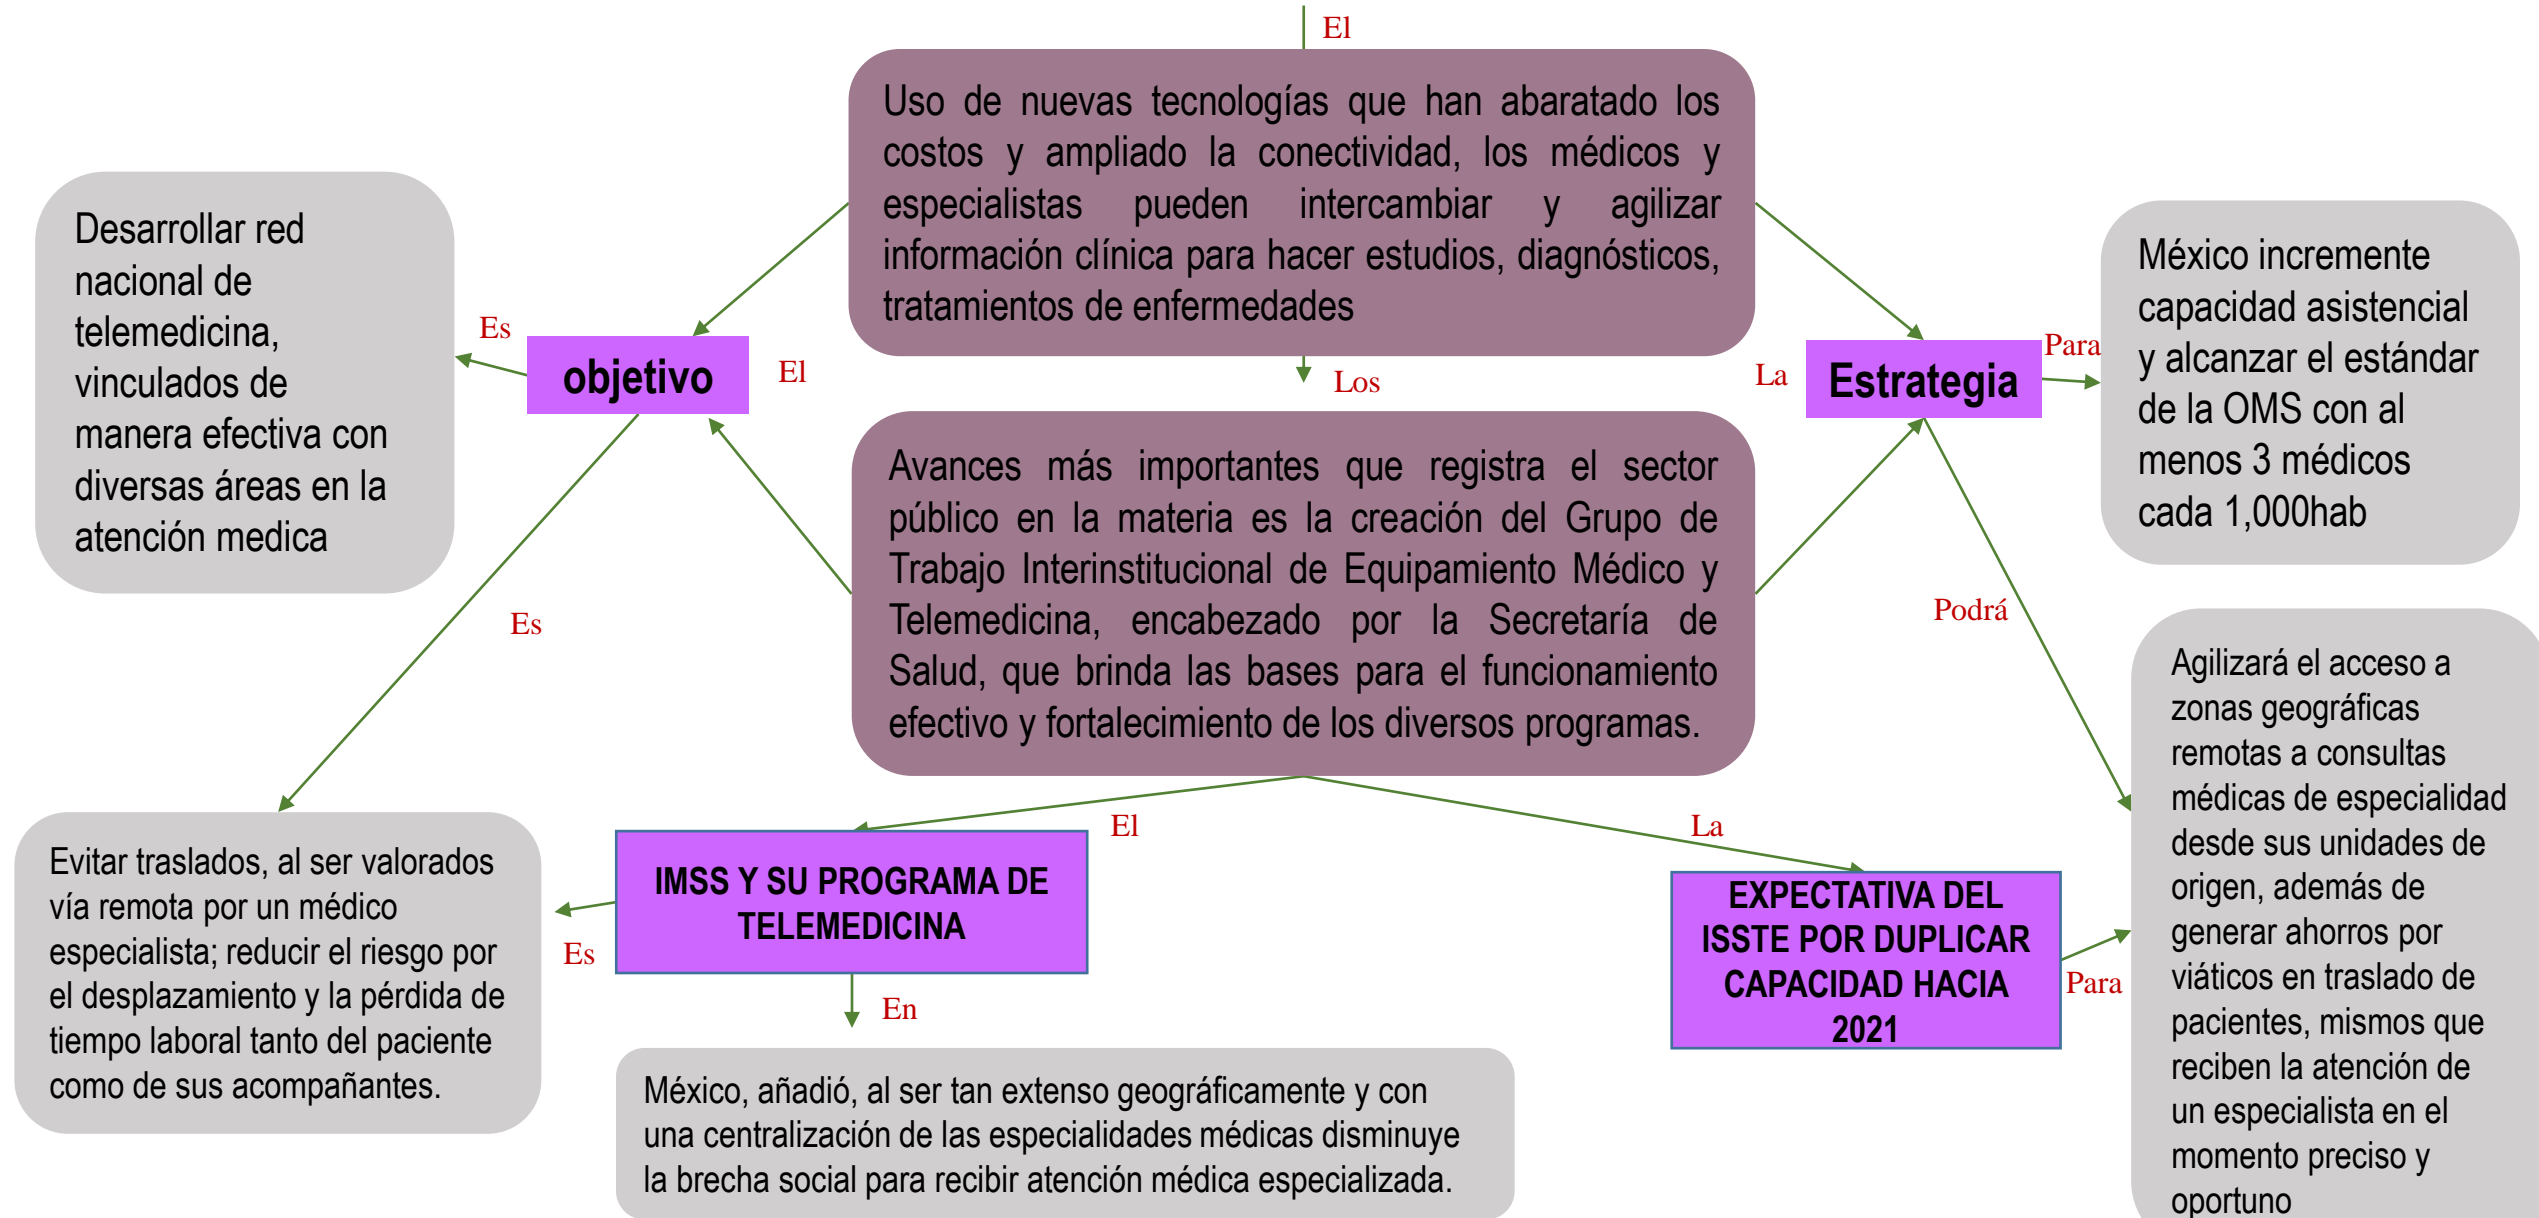 El
Uso de nuevas tecnologías que han abaratado los
costos y ampliado la conectividad, los médicos y
especialistas pueden intercambiar y agilizar
información clínica para hacer estudios, diagnósticos,
tratamientos de enfermedades
Desarrollar red
nacional de
telemedicina,
vinculados de
manera efectiva con
diversas áreas en la
atención medica
Es
objetivo
El
Los
La
Estrategia
Para
México incremente
capacidad asistencial
y alcanzar el estándar
de la OMS con al
menos 3 médicos
cada 1,000hab
Avances más importantes que registra el sector
público en la materia es la creación del Grupo de
Trabajo Interinstitucional de Equipamiento Médico y
Telemedicina, encabezado por la Secretaría de
Salud, que brinda las bases para el funcionamiento
efectivo y fortalecimiento de los diversos programas.
Es
Podrá
Evitar traslados, al ser valorados
vía remota por un médico
especialista; reducir el riesgo por
el desplazamiento y la pérdida de
tiempo laboral tanto del paciente
como de sus acompañantes.
El
La
IMSS Y SU PROGRAMA DE
TELEMEDICINA
Es
En
EXPECTATIVA DEL
ISSTE POR DUPLICAR
CAPACIDAD HACIA
2021
Para
Agilizará el acceso a
zonas geográficas
remotas a consultas
médicas de especialidad
desde sus unidades de
origen, además de
generar ahorros por
viáticos en traslado de
pacientes, mismos que
reciben la atención de
un especialista en el
momento preciso y
oportuno
México, añadió, al ser tan extenso geográficamente y con
una centralización de las especialidades médicas disminuye
la brecha social para recibir atención médica especializada.